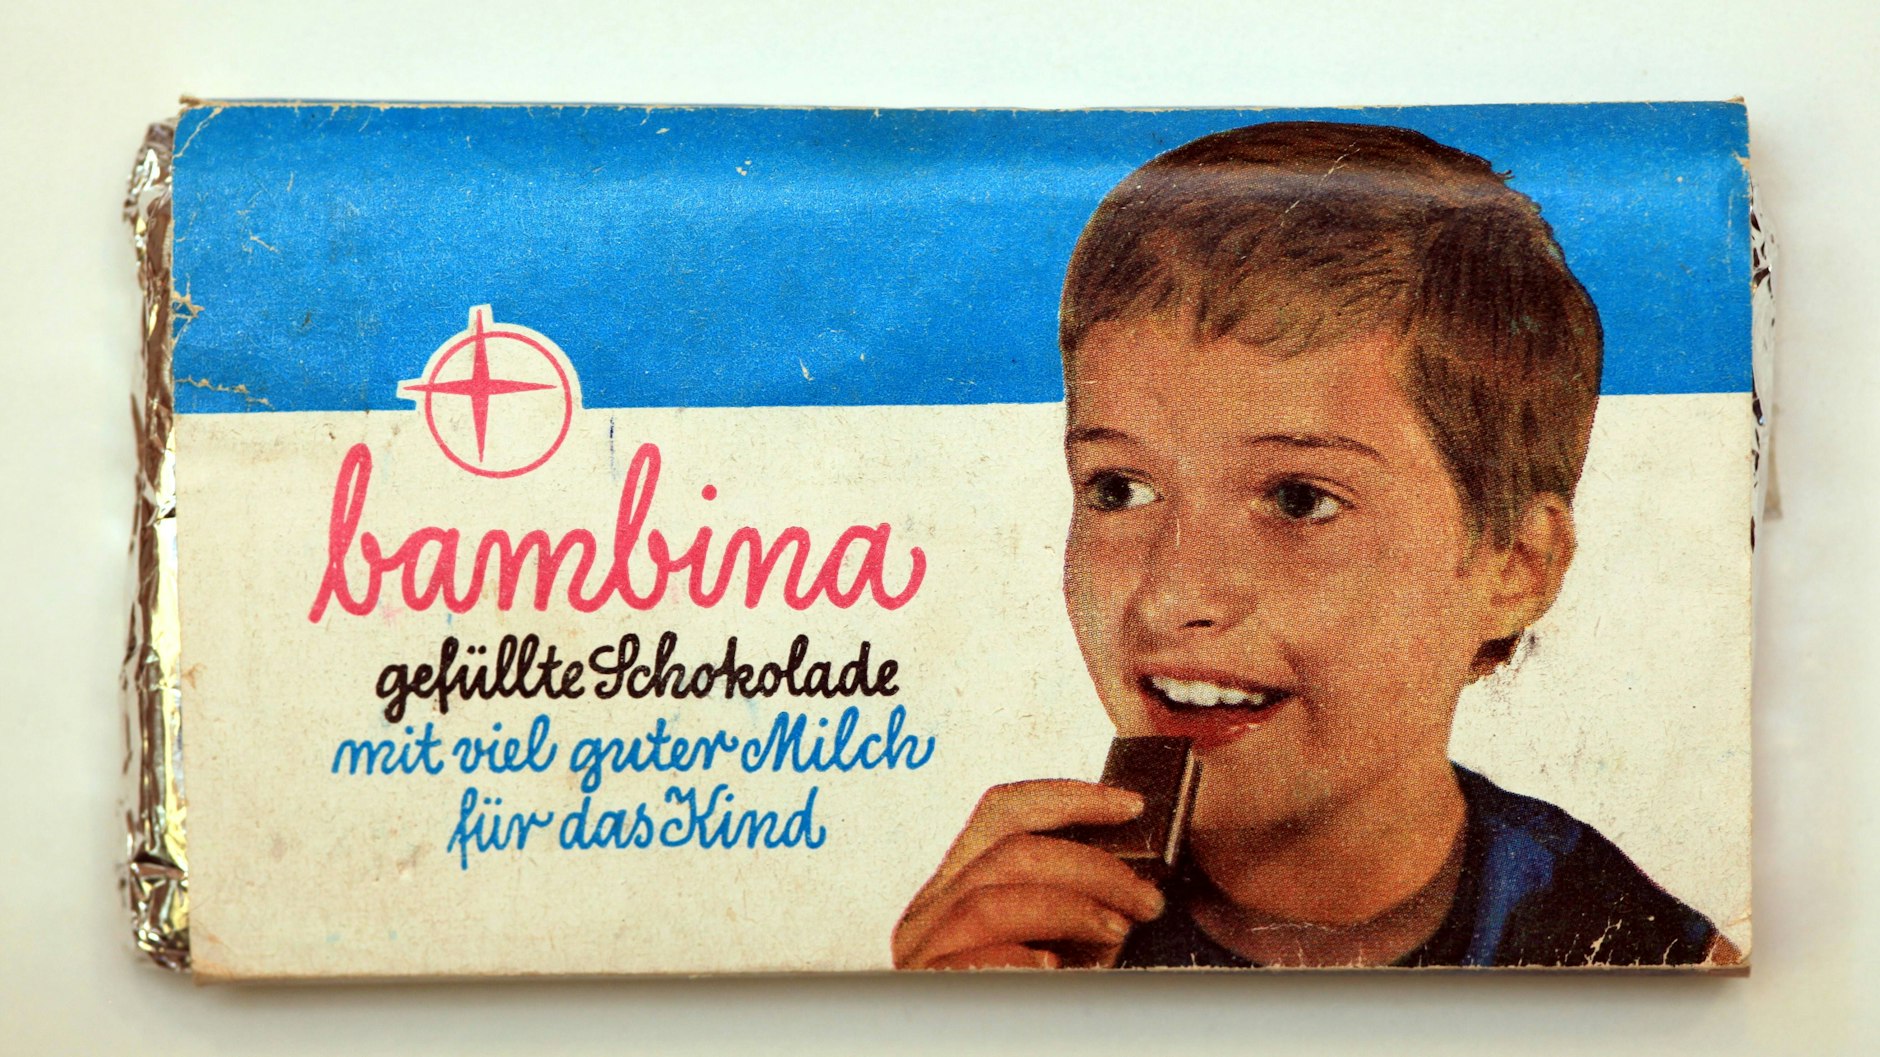 bambina
gefüllte Schokolade
mit viel guter Milch
für das Kind